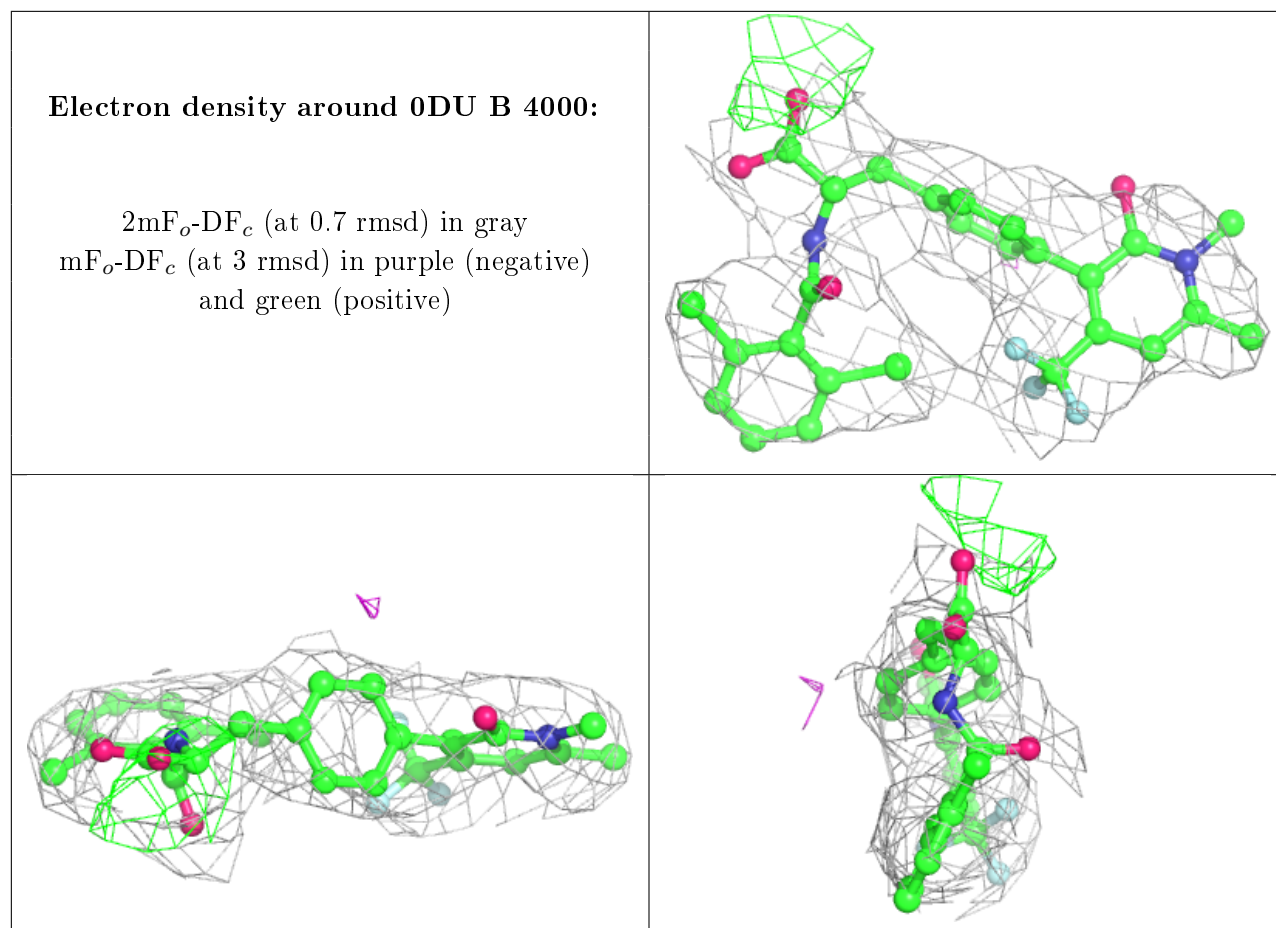 Electron density around 0DU B 4000:
2mFo-DFc (at 0.7 rmsd) in gray
mFo-DFc (at 3 rmsd) in purple (negative)
and green (positive)